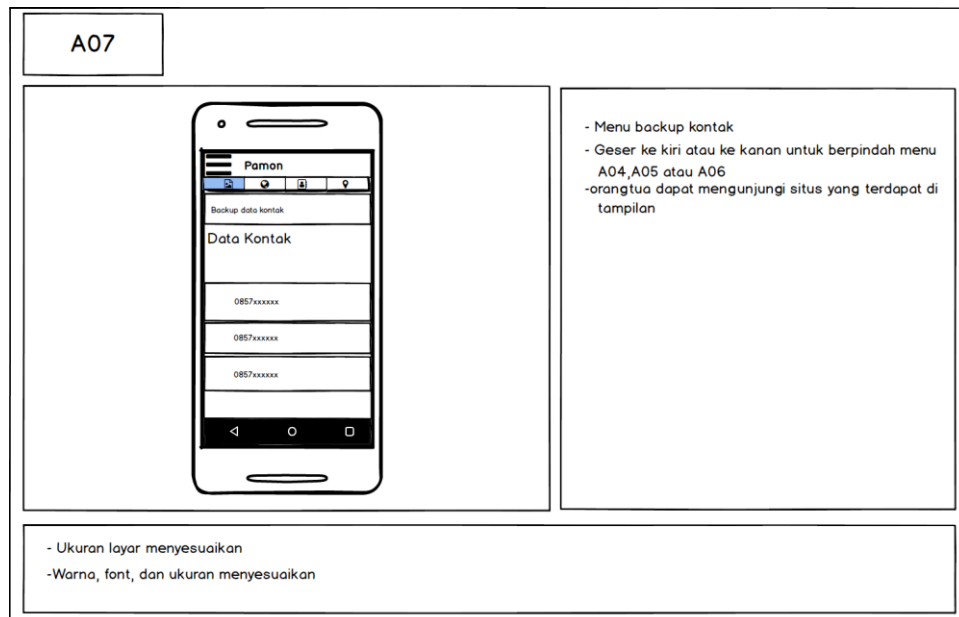 A07
Pamon
Backup data kontak
Data Kontak
0857xxxxxx
0857xxxxxx
0857xxxxxx
- Menu backup kontak
- Geser ke kiri atau ke kanan untuk berpindah menu
A04,A05 atau A06
-orangtua dapat mengunjungi situs yang terdapat di
tampilan
- Ukuran layar menyesuaikan
-Warna, font, dan ukuran menyesuaikan